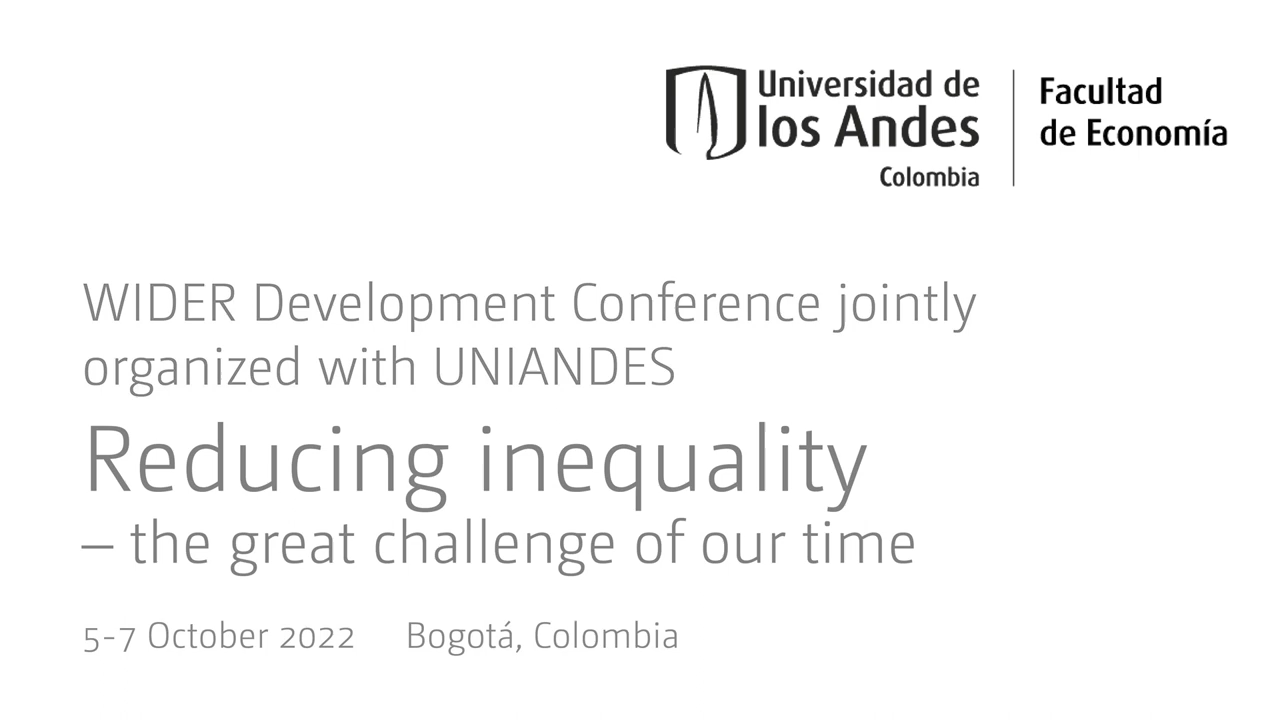 Universidad de
los Andes
Colombia
Facultad
de Economía
WIDER Development Conference jointly
organized with UNIANDES
Reducing inequality
– the great challenge of our time
5-7 October 2022 Bogotá, Colombia